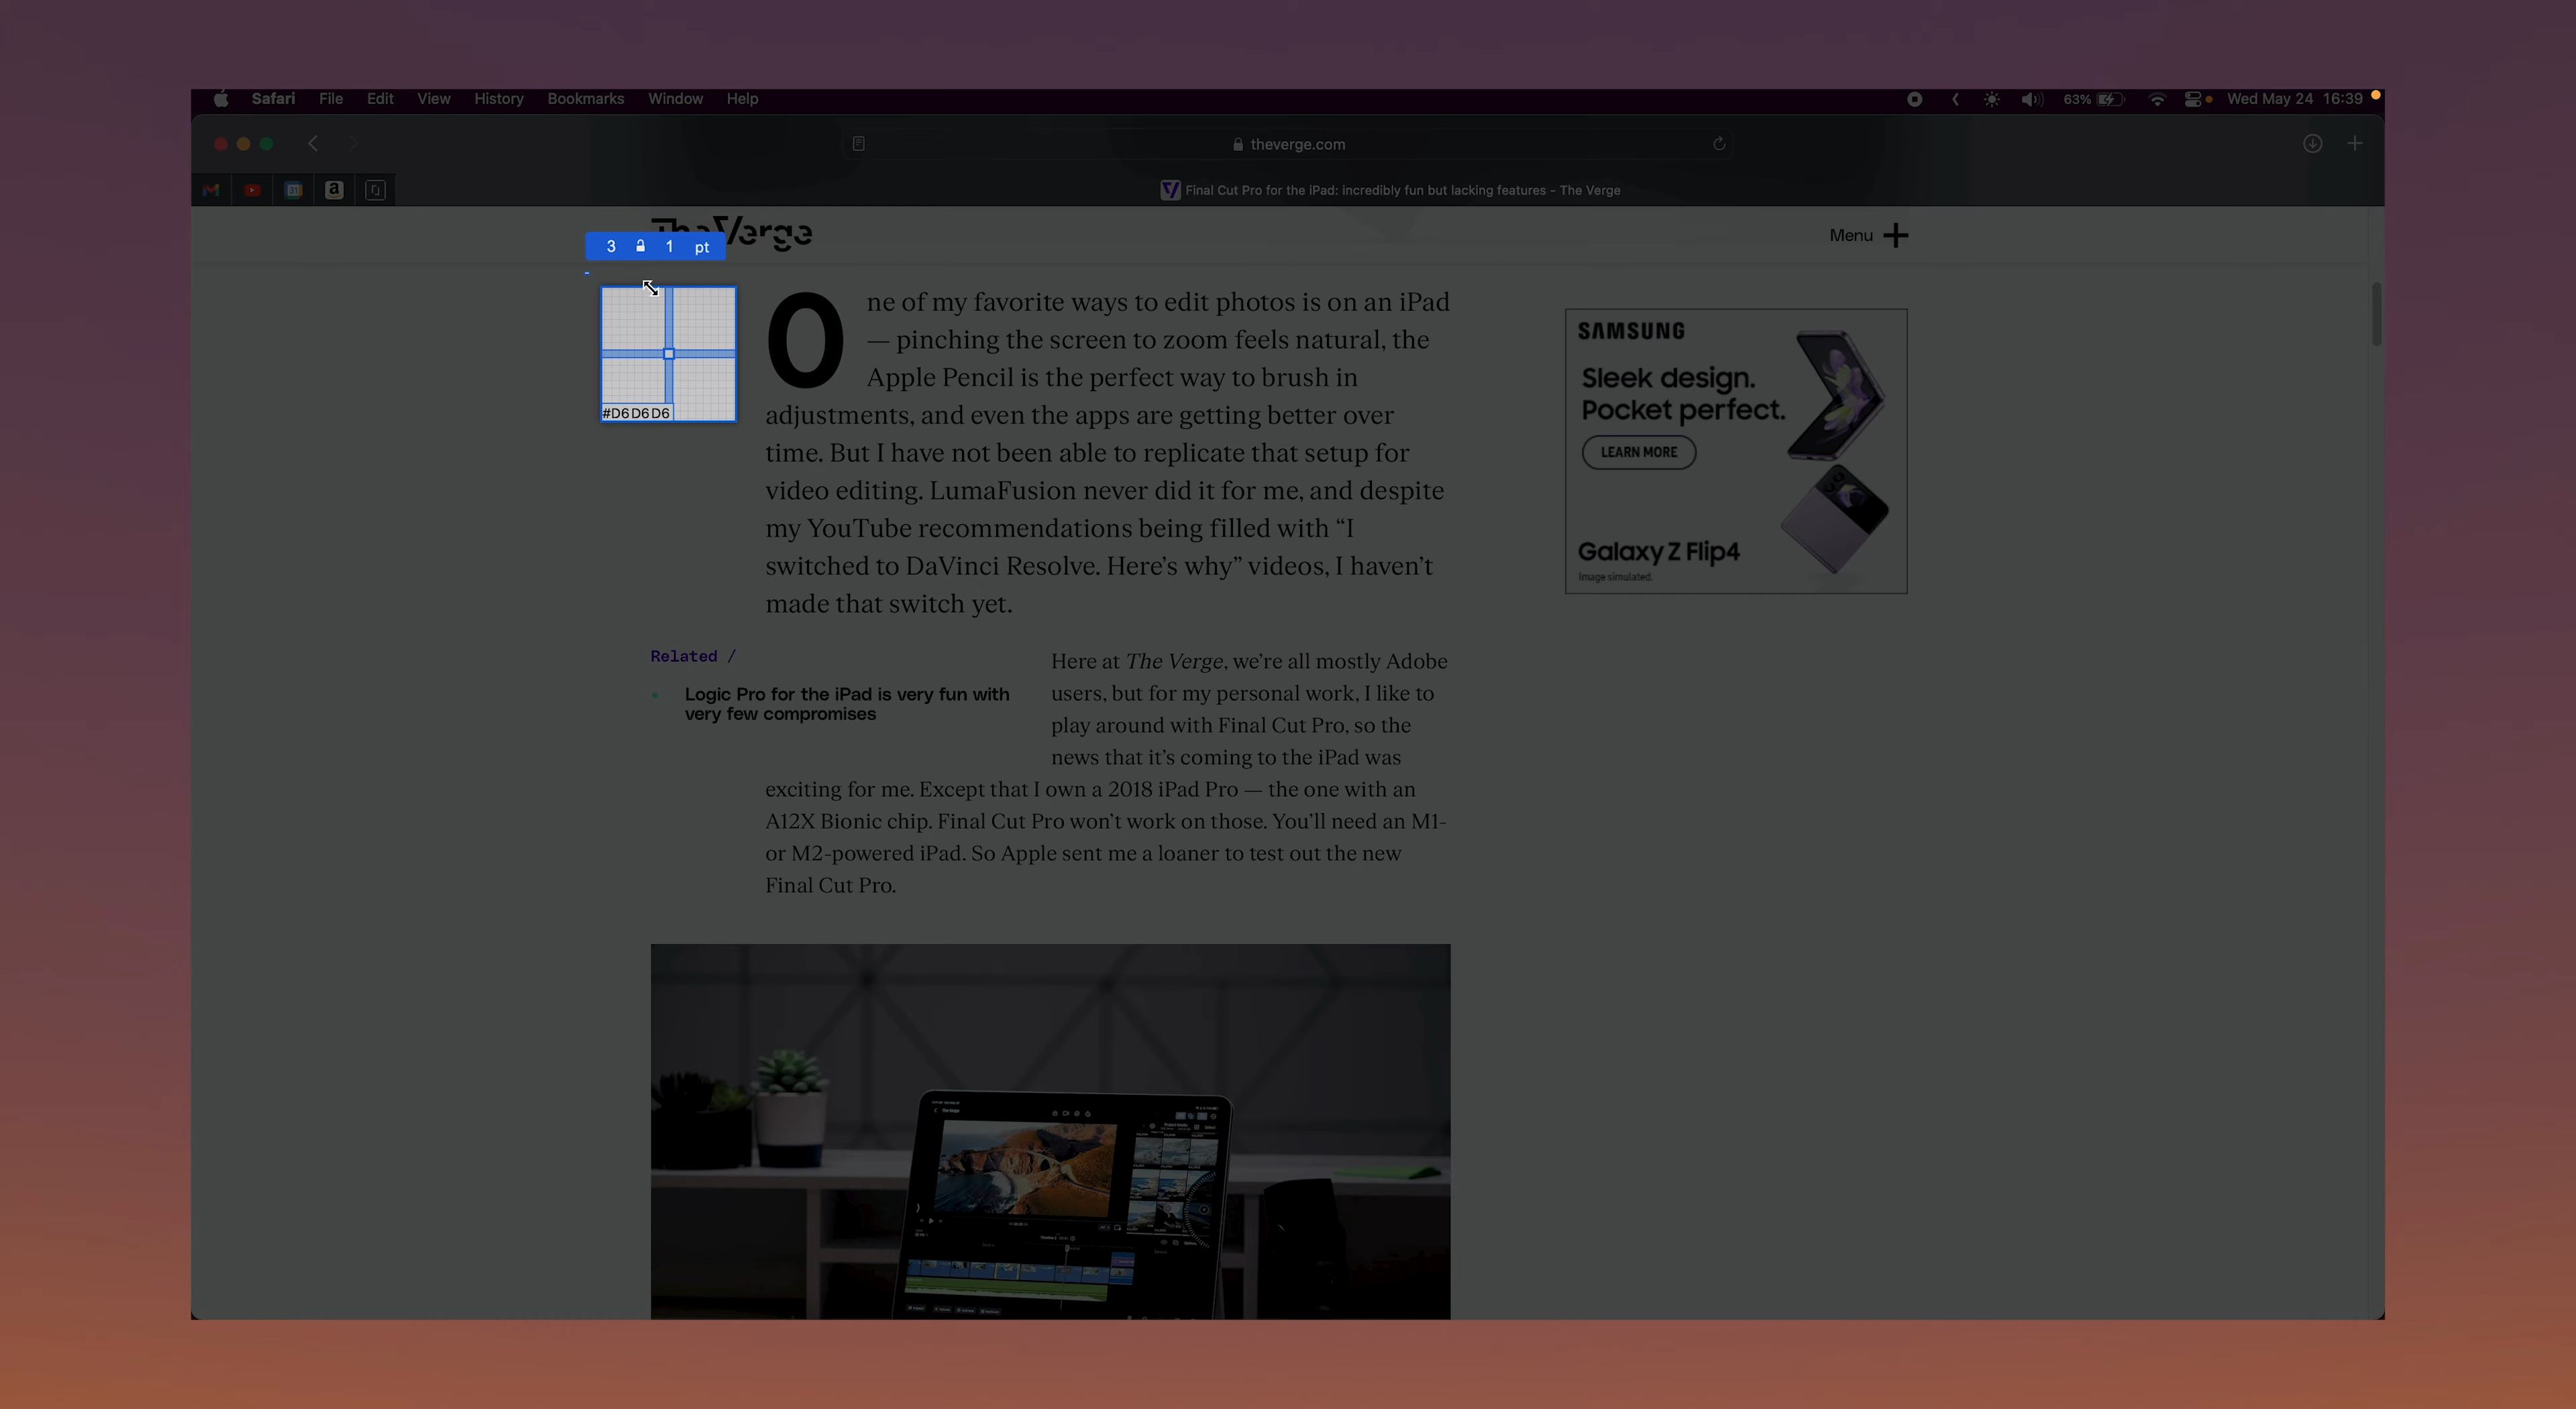 Safari File Edit View History Bookmarks Window Help 63% Wed May 24 16:39
theverge.com
31 a Final Cut Pro for the iPad: incredibly fun but lacking features - The Verge
The Verge Menu
3 1 pt
#D6D6D6
One of my favorite ways to edit photos is on an iPad
— pinching the screen to zoom feels natural, the
Apple Pencil is the perfect way to brush in
adjustments, and even the apps are getting better over
time. But I have not been able to replicate that setup for
video editing. LumaFusion never did it for me, and despite
my YouTube recommendations being filled with “I
switched to DaVinci Resolve. Here’s why” videos, I haven’t
made that switch yet.
SAMSUNG
Sleek design.
Pocket perfect.
LEARN MORE
Galaxy Z Flip4
Image simulated.
Related /
Logic Pro for the iPad is very fun with
very few compromises
Here at The Verge, we’re all mostly Adobe
users, but for my personal work, I like to
play around with Final Cut Pro, so the
news that it’s coming to the iPad was
exciting for me. Except that I own a 2018 iPad Pro — the one with an
A12X Bionic chip. Final Cut Pro won’t work on those. You’ll need an M1-
or M2-powered iPad. So Apple sent me a loaner to test out the new
Final Cut Pro.